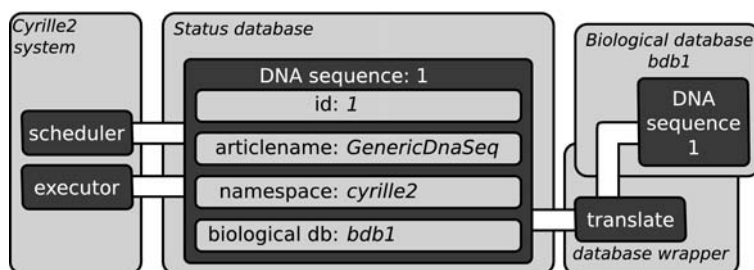 Cyrille2
system
scheduler
executor
Status database
DNA sequence: 1
id: 1
articlename: GenericDnaSeq
namespace: cyrille2
biological db: bdb1
Biological database
bdb1
DNA
sequence
1
translate
database wrapper